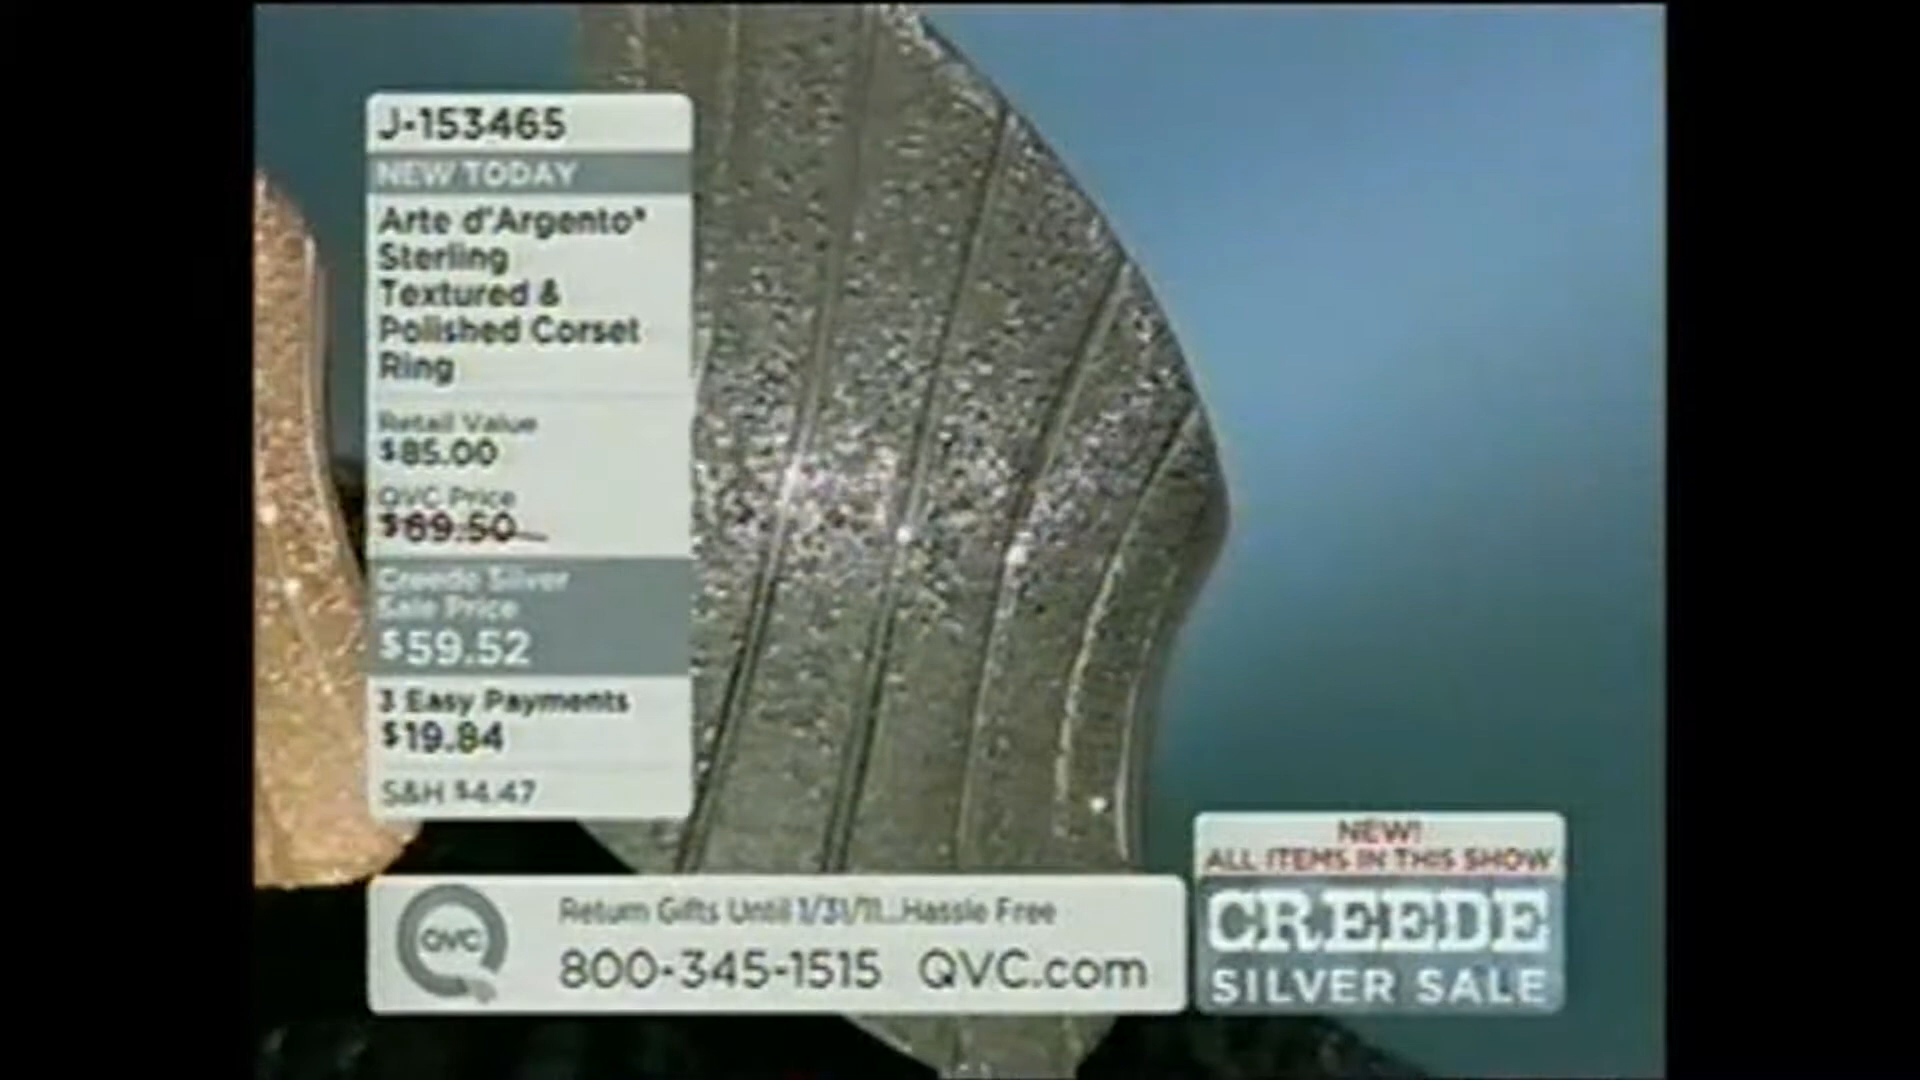 J-153465
NEW TODAY
Arte d'Argento®
Sterling
Textured &
Polished Corset
Ring
Retail Value
$85.00
QVC Price
$69.50
Creede Silver
Sale Price
$59.52
3 Easy Payments
$19.84
S&H $4.47
QVC
Return Gifts Until 1/31/11...Hassle Free
800-345-1515 QVC.com
NEW!
ALL ITEMS IN THIS SHOW
CREEDE
SILVER SALE